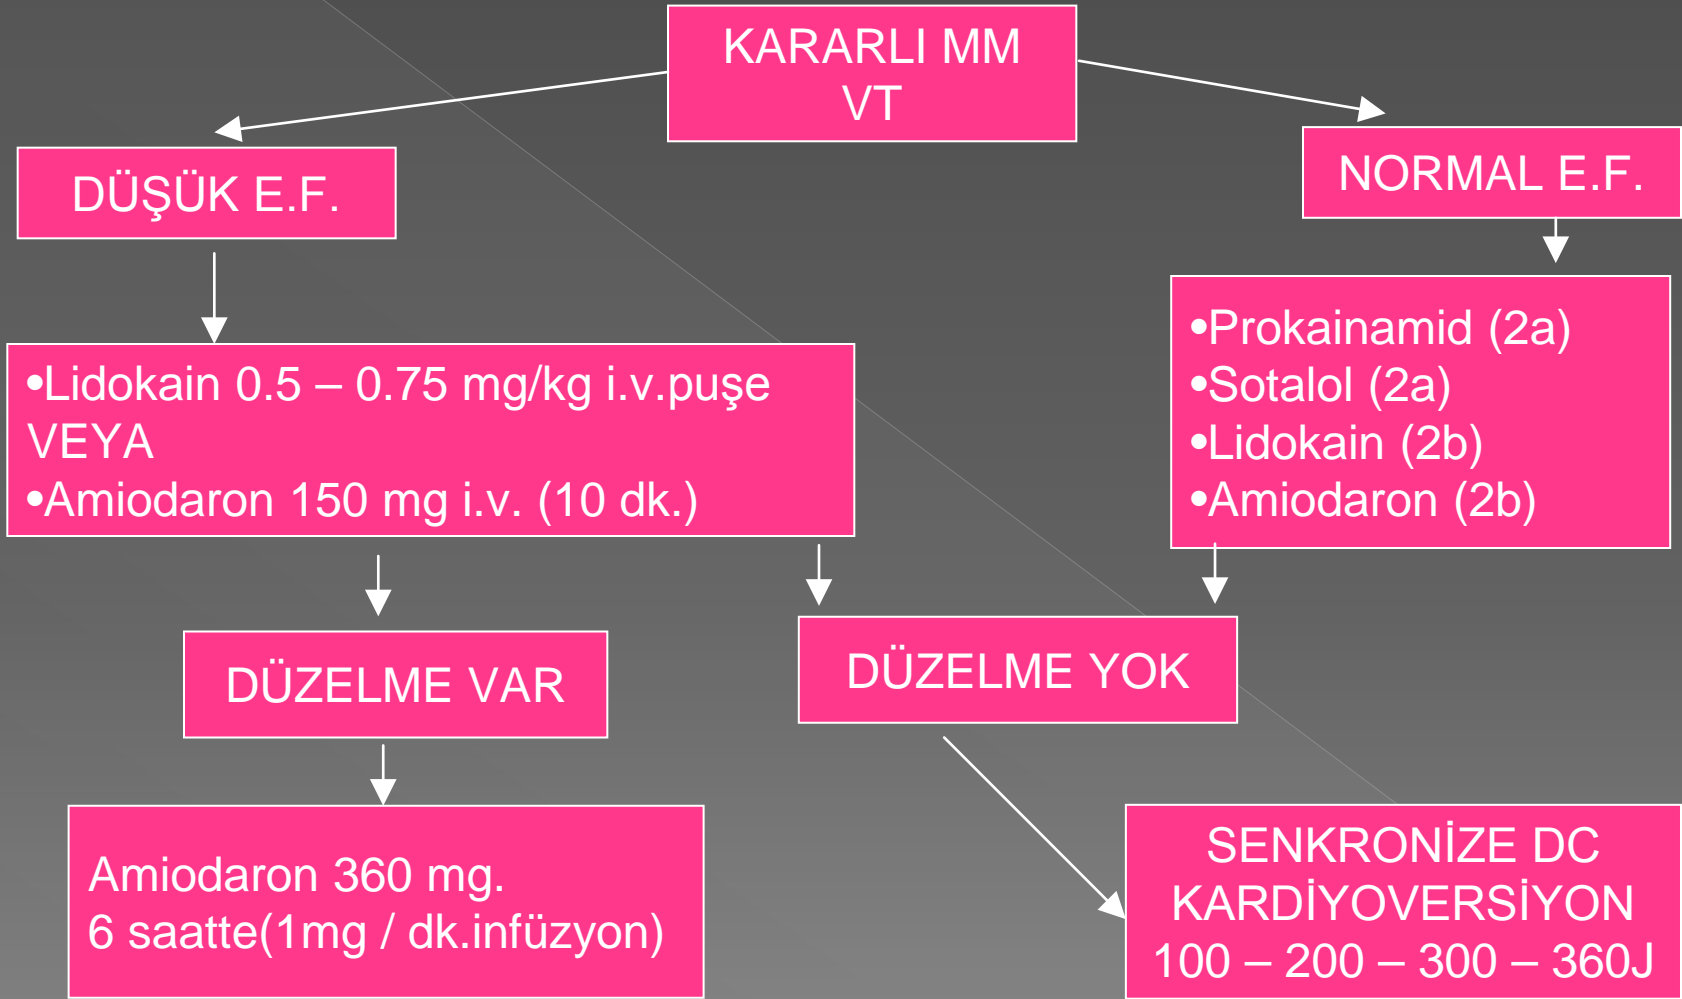 KARARLI MM
VT
DÜŞÜK E.F.
NORMAL E.F.
•Lidokain 0.5 – 0.75 mg/kg i.v.puşe
VEYA
•Amiodaron 150 mg i.v. (10 dk.)
•Prokainamid (2a)
•Sotalol (2a)
•Lidokain (2b)
•Amiodaron (2b)
DÜZELME VAR
DÜZELME YOK
Amiodaron 360 mg.
6 saatte(1mg / dk.infüzyon)
SENKRONİZE DC
KARDİYOVERSİYON
100 – 200 – 300 – 360J